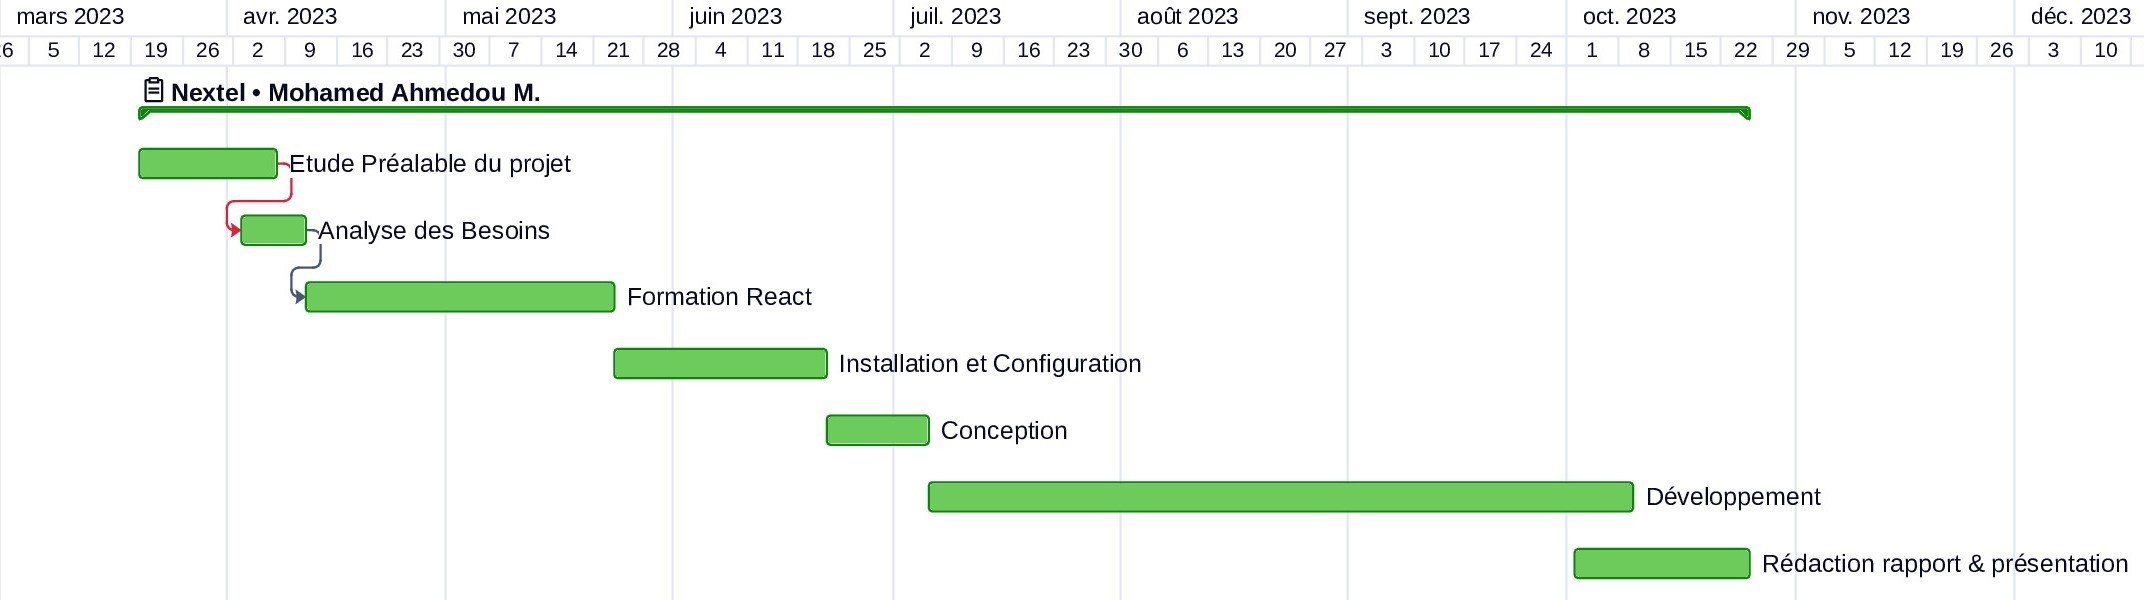 mars 2023 avr. 2023 mai 2023 juin 2023 juil. 2023 août 2023 sept. 2023 oct. 2023 nov. 2023 déc. 2023
26 5 12 19 26 2 9 16 23 30 7 14 21 28 4 11 18 25 2 9 16 23 30 6 13 20 27 3 10 17 24 1 8 15 22 29 5 12 19 26 3 10
Nextel • Mohamed Ahmedou M.
Etude Préalable du projet
Analyse des Besoins
Formation React
Installation et Configuration
Conception
Développement
Rédaction rapport & présentation